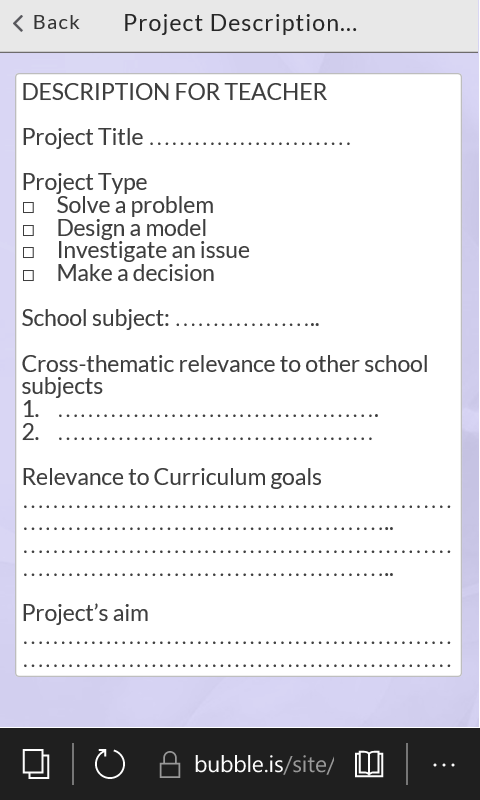 Back Project Description...
DESCRIPTION FOR TEACHER
Project Title ...........................
Project Type
□ Solve a problem
□ Design a model
□ Investigate an issue
□ Make a decision
School subject: .....................
Cross-thematic relevance to other school
subjects
1. ...........................................
2. ..........................................
Relevance to Curriculum goals
.........................................................
..................................................
.........................................................
..................................................
Project’s aim
.........................................................
.........................................................
bubble.is/site/